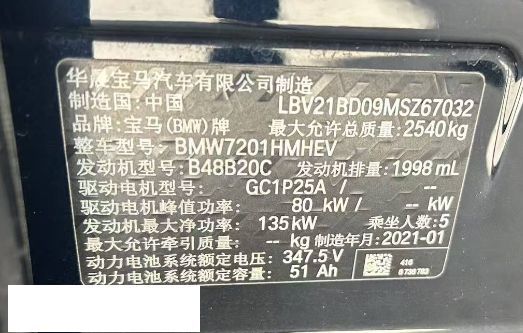 华晨宝马汽车有限公司制造
制造国:中国 LBV21BD09MSZ67032
品牌:宝马(BMW)牌 最大允许总质量:2540kg
整车型号:BMW7201HMHEV
发动机型号:B48B20C 发动机排量:1998 mL
驱动电机型号: GC1P25A / --
驱动电机峰值功率: 80 kW / -- kW
发动机最大净功率: 135kW 乘坐人数:5
最大允许牵引质量: -- kg 制造年月:2021-01
动力电池系统额定电压: 347.5 V
动力电池系统额定容量: 51 Ah
416
8736783